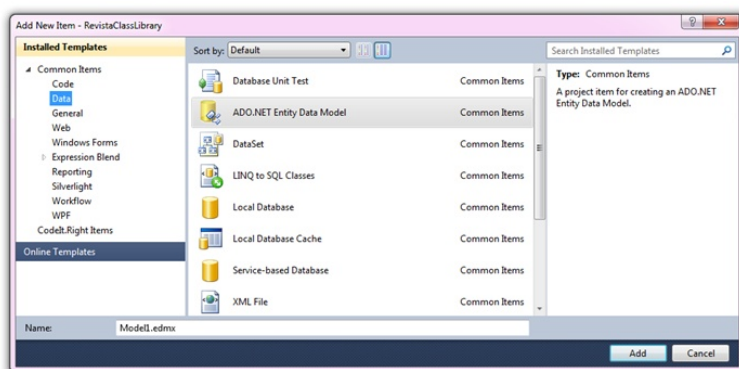 Add New Item - RevistaClassLibrary
Installed Templates
Sort by: Default
Search Installed Templates
Common Items
Code
Data
General
Web
Windows Forms
Expression Blend
Reporting
Silverlight
Workflow
WPF
CodeIt.Right Items
Online Templates
Database Unit Test Common Items
ADO.NET Entity Data Model Common Items
DataSet Common Items
LINQ to SQL Classes Common Items
Local Database Common Items
Local Database Cache Common Items
Service-based Database Common Items
XML File Common Items
Type: Common Items
A project item for creating an ADO.NET
Entity Data Model.
Name: Model1.edmx
Add Cancel